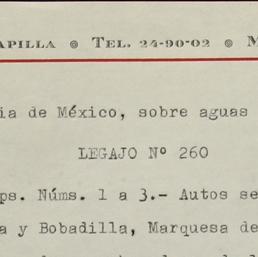 APILLA ⊙ TEL. 24-90-02 ⊙ M
ia de México, sobre aguas
LEGAJO Nº 260
ps. Núms. 1 a 3.- Autos se
a y Bobadilla, Marquesa de